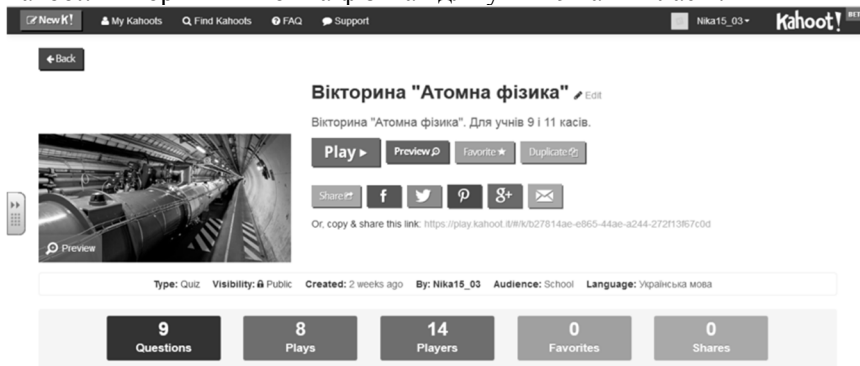 New K! My Kahoots Find Kahoots FAQ Support Nika15_03 Kahoot! BET
Back
Вікторина "Атомна фізика" Edit
Вікторина "Атомна фізика". Для учнів 9 і 11 касів.
Play Preview Favorite Duplicate
Share f g+
Or, copy & share this link: https://play.kahoot.it/#/k/b27814ae-e865-44ae-a244-272f13f67c0d
Preview
Type: Quiz Visibility: Public Created: 2 weeks ago By: Nika15_03 Audience: School Language: Українська мова
9 8 14 0 0
Questions Plays Players Favorites Shares